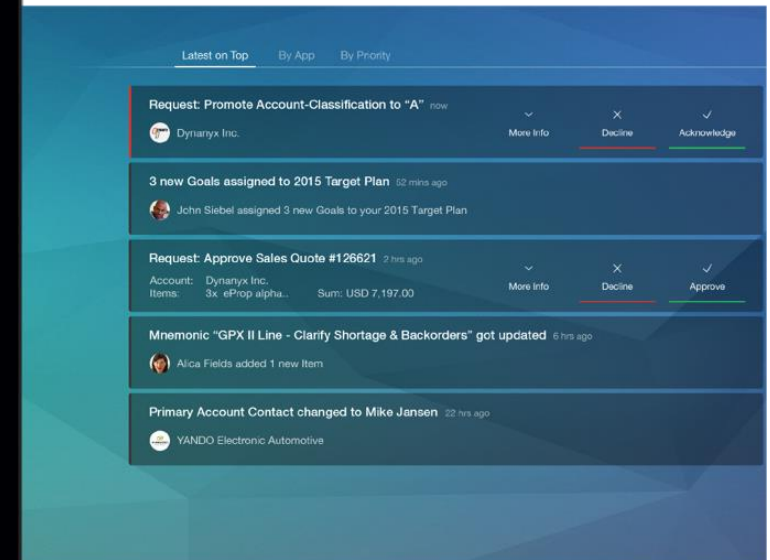 Latest on Top By App By Priority
Request: Promote Account-Classification to “A” now
Dynanyx Inc.
More Info Decline Acknowledge
3 new Goals assigned to 2015 Target Plan 52 mins ago
John Siebel assigned 3 new Goals to your 2015 Target Plan
Request: Approve Sales Quote #126621 2 hrs ago
Account: Dynanyx Inc.
Items: 3x eProp alpha.. Sum: USD 7,197.00
More Info Decline Approve
Mnemonic “GPX II Line - Clarify Shortage & Backorders” got updated 6 hrs ago
Alica Fields added 1 new Item
Primary Account Contact changed to Mike Jansen 22 hrs ago
YANDO Electronic Automotive